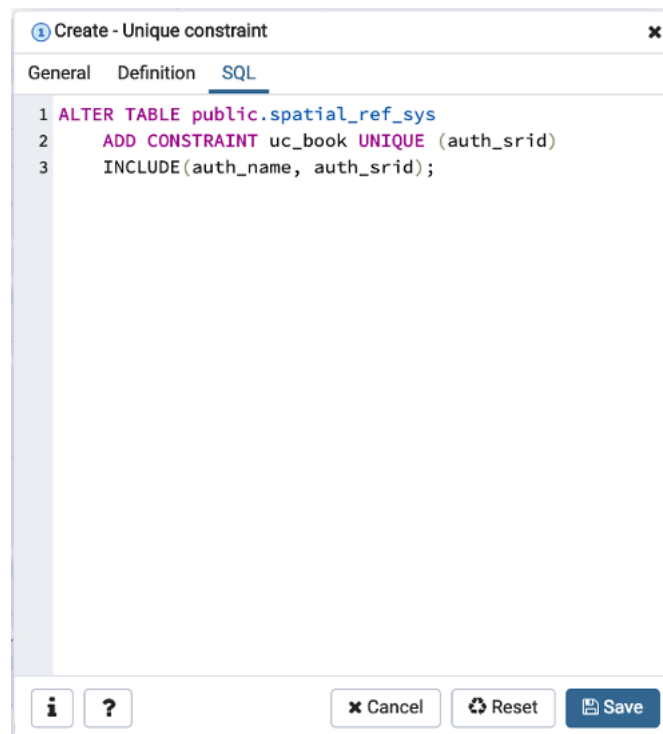 Create - Unique constraint
General Definition SQL
1 ALTER TABLE public.spatial_ref_sys
2 ADD CONSTRAINT uc_book UNIQUE (auth_srid)
3 INCLUDE(auth_name, auth_srid);
i ? Cancel Reset Save